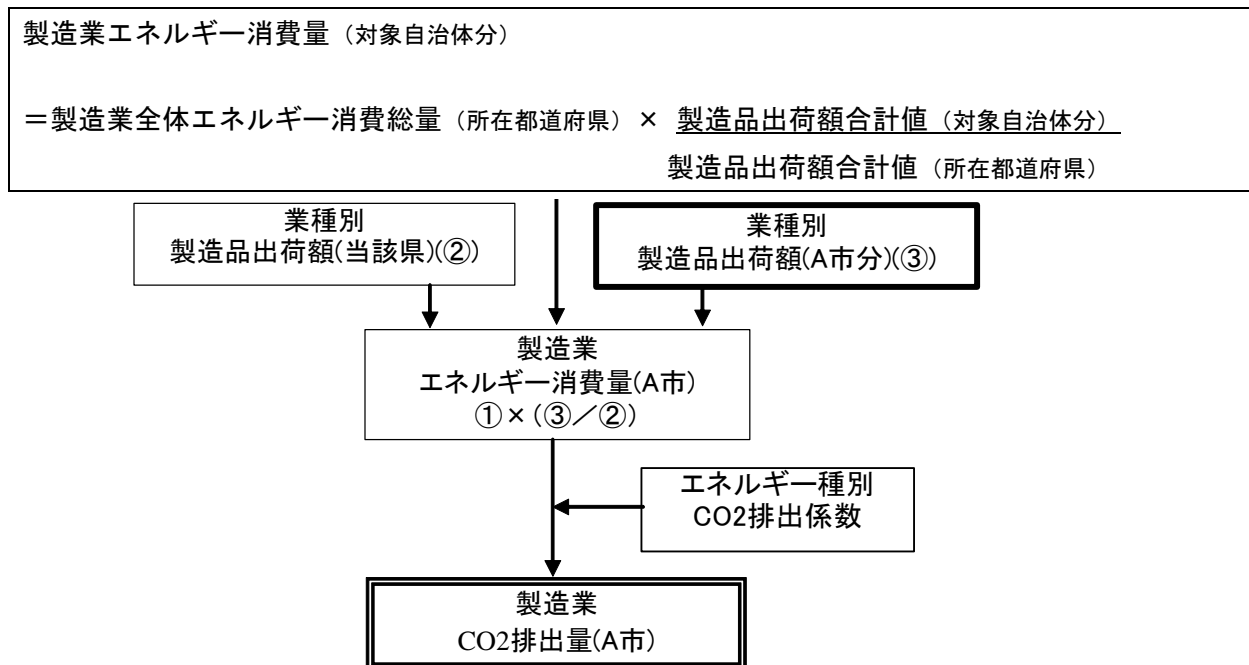 製造業エネルギー消費量（対象自治体分）
＝製造業全体エネルギー消費総量（所在都道府県）× 製造品出荷額合計値（対象自治体分）
製造品出荷額合計値（所在都道府県）
業種別
製造品出荷額(当該県)(②)
業種別
製造品出荷額(A市分)(③)
製造業
エネルギー消費量(A市)
①×(③／②)
エネルギー種別
CO2排出係数
製造業
CO2排出量(A市)